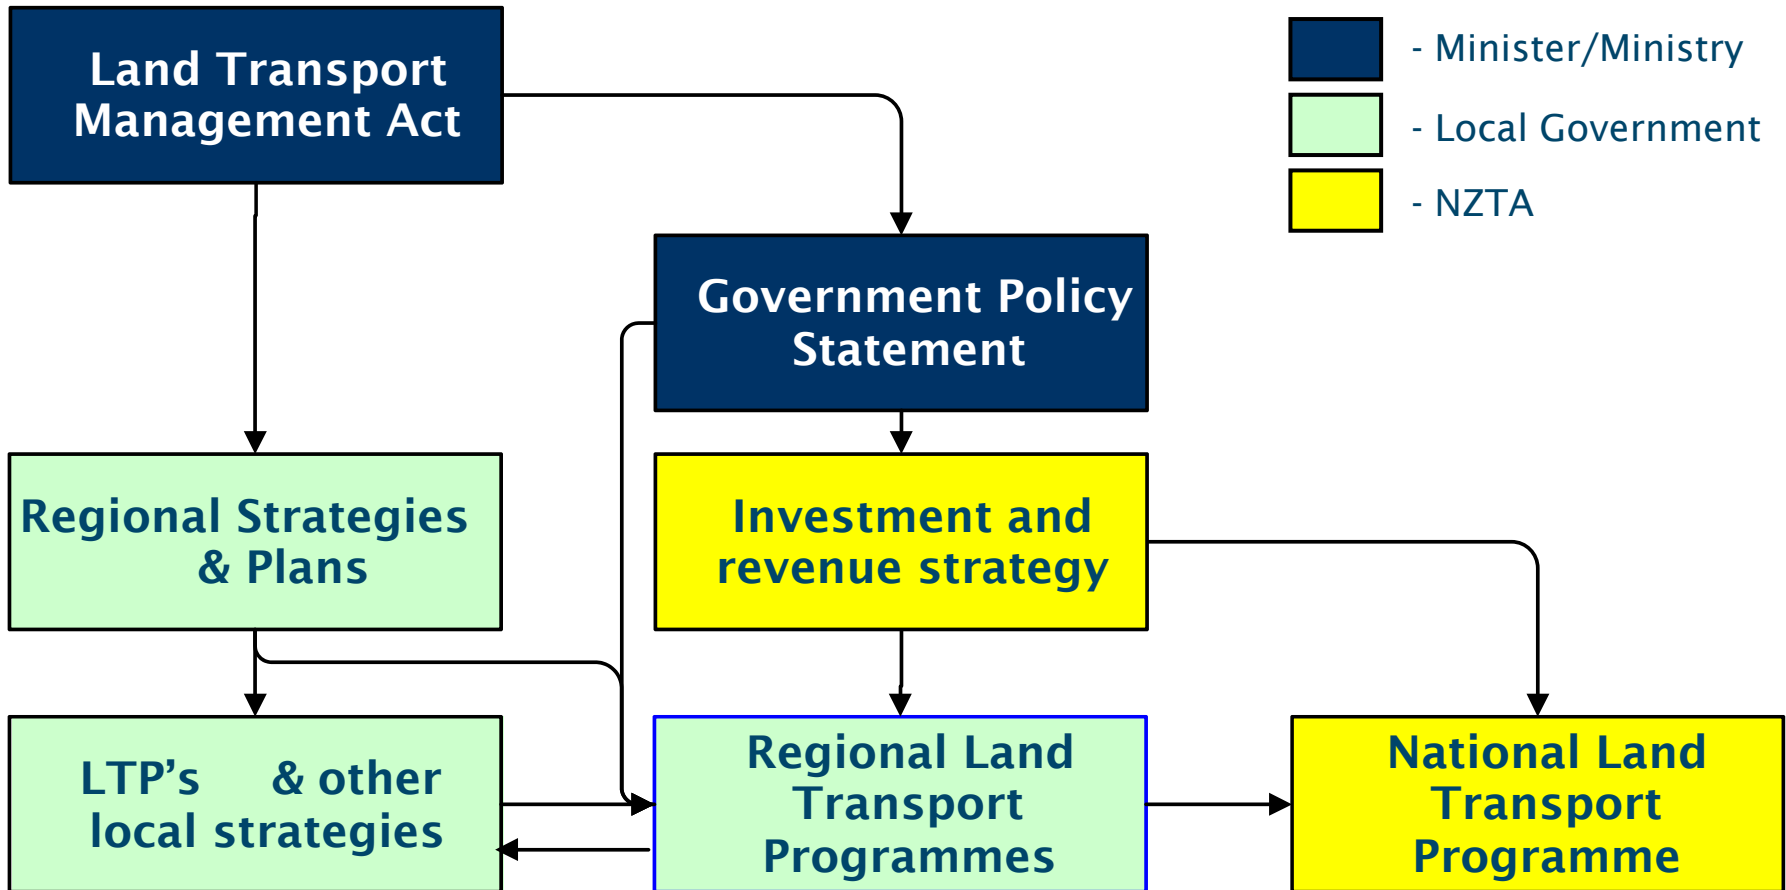 Land Transport
Management Act
- Minister/Ministry
- Local Government
- NZTA
Government Policy
Statement
Regional Strategies
& Plans
Investment and
revenue strategy
LTP’s & other
local strategies
Regional Land
Transport
Programmes
National Land
Transport
Programme